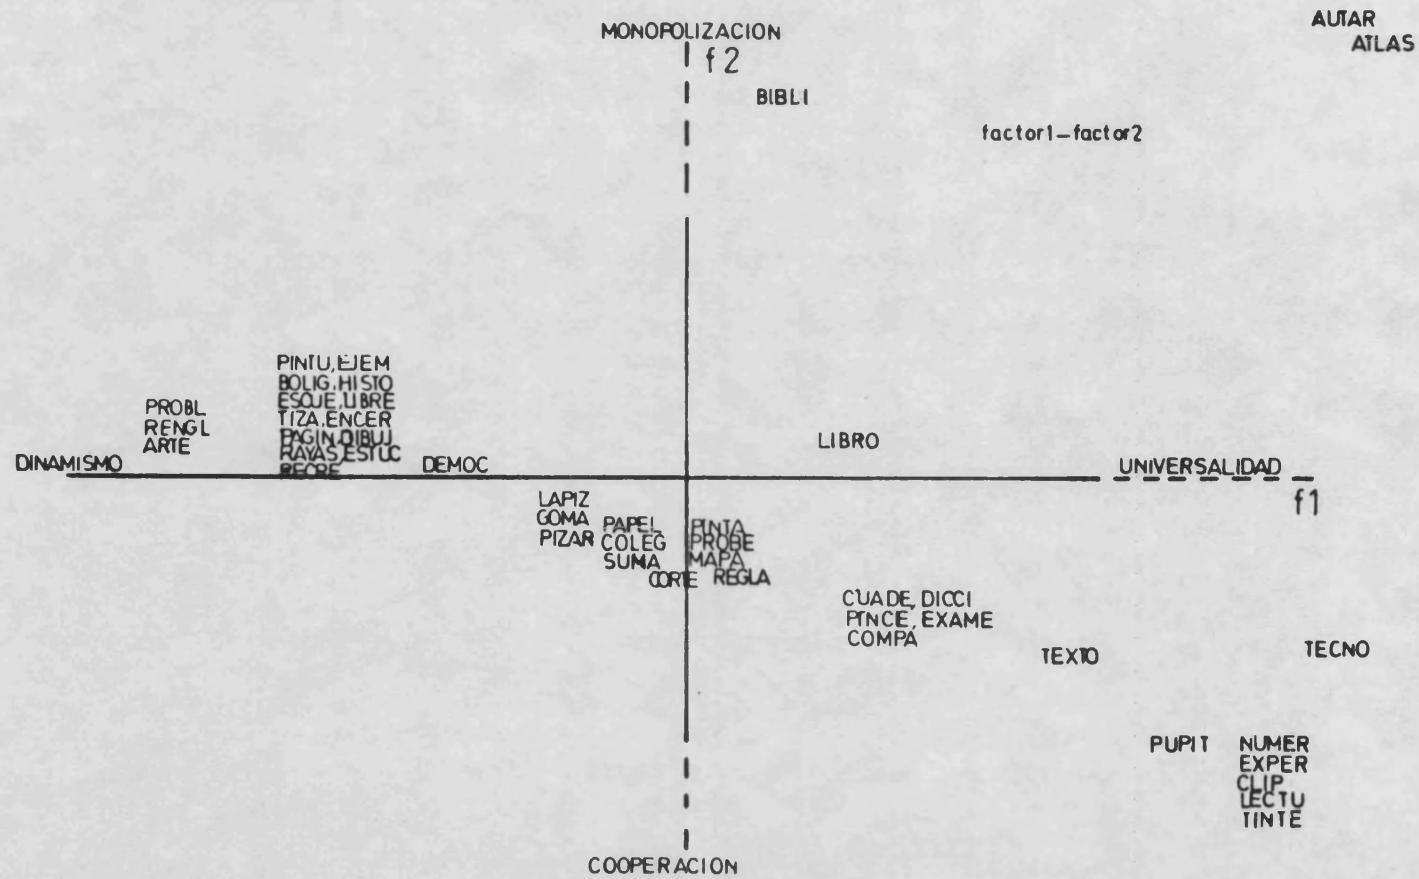 AUTAR
ATLAS
MONOPOLIZACION
f2
BIBLI
factor1-factor2
PINTU, EJEM
BOLIG, HISTO
ESQUE, LIBRE
TIZA, ENCER
PAGIN, DIBUJ
RAYAS, ESTUC
RECRE
PROBL
RENGL
ARTE
DINAMISMO
DEMOC
LIBRO
UNIVERSALIDAD
f1
LAPIZ
GOMA
PIZAR
PAPEL
COLEG
SUMA
CORTE
PINTA
PROBE
MAPA
REGLA
CUADE, DICCI
PINCE, EXAME
COMPA
TEXTO
TECNO
PUPIT
NUMER
EXPER
CLIP
LECTU
TINTE
COOPERACION